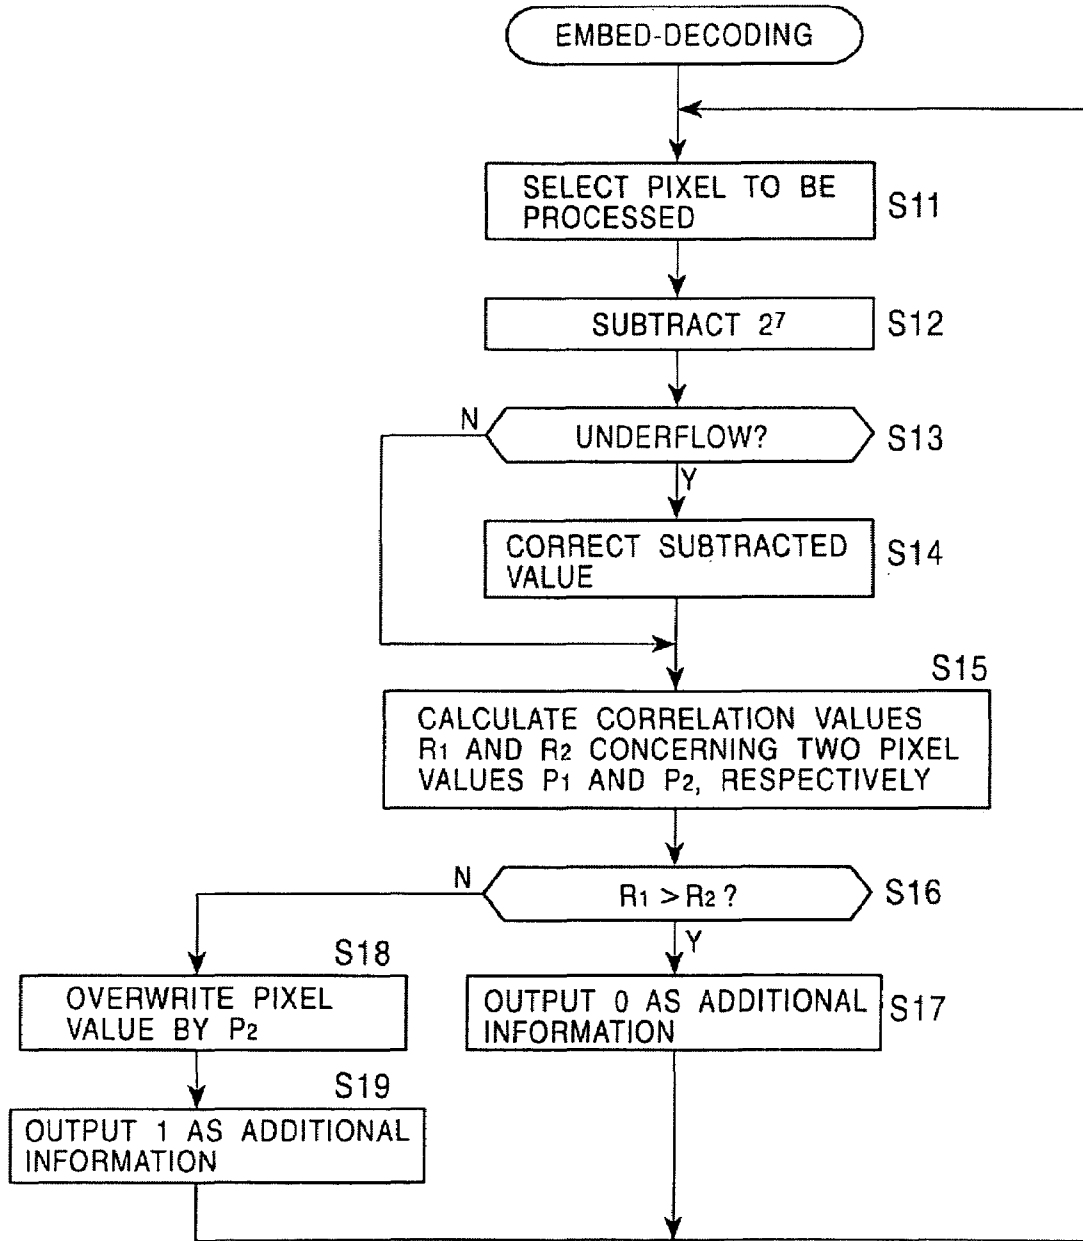 EMBED-DECODING
SELECT PIXEL TO BE
PROCESSED
S11
SUBTRACT 2⁷
S12
N
UNDERFLOW?
S13
Y
CORRECT SUBTRACTED
VALUE
S14
S15
CALCULATE CORRELATION VALUES
R₁ AND R₂ CONCERNING TWO PIXEL
VALUES P₁ AND P₂, RESPECTIVELY
N
R₁ > R₂ ?
S16
Y
S18
OVERWRITE PIXEL
VALUE BY P₂
OUTPUT 0 AS ADDITIONAL
INFORMATION
S17
S19
OUTPUT 1 AS ADDITIONAL
INFORMATION